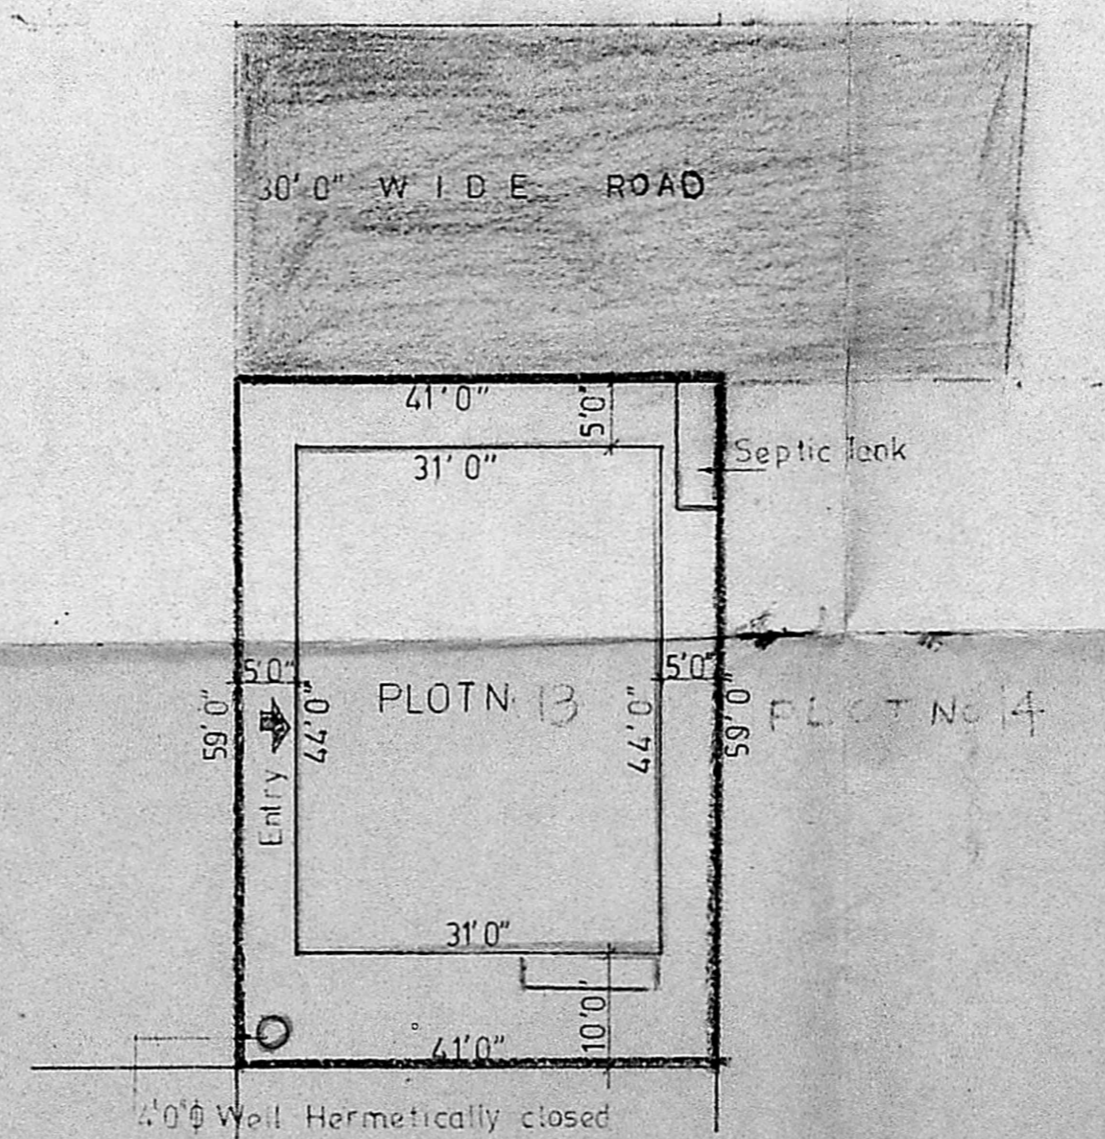 30'0" WIDE ROAD
41'0"
5'0"
31'0"
Septic Tank
5'0"
5'0"
59'0"
44'0"
PLOT N 13
44'0"
59'0"
PLOT No 14
Entry
31'0"
10'0'
41'0"
4'0"ϕ Well Hermetically closed